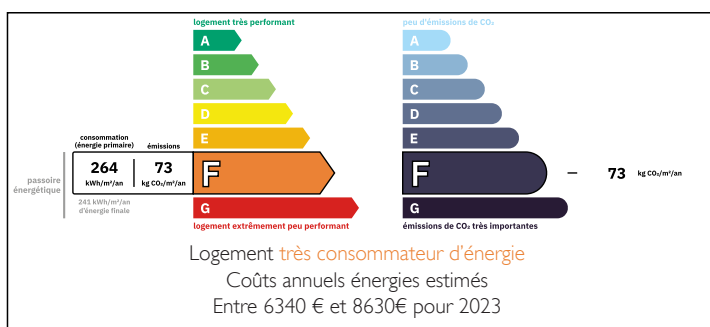 logement très performant
A
B
C
D
E
F
G
logement extrêmement peu performant
consommation
(énergie primaire)
émissions
264
kWh/m²/an
73
kg CO₂/m²/an
passoire
énergétique
241 kWh/m²/an
d'énergie finale
peu d'émissions de CO₂
A
B
C
D
E
F
G
73 kg CO₂/m²/an
émissions de CO₂ très importantes
Logement très consommateur d'énergie
Coûts annuels énergies estimés
Entre 6340 € et 8630€ pour 2023